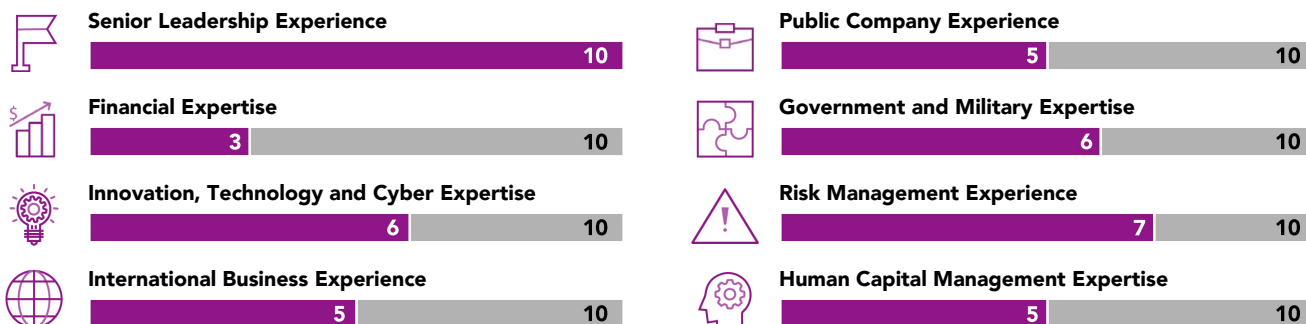 Senior Leadership Experience
10
Financial Expertise
3 10
Innovation, Technology and Cyber Expertise
6 10
International Business Experience
5 10
Public Company Experience
5 10
Government and Military Expertise
6 10
Risk Management Experience
7 10
Human Capital Management Expertise
5 10
$
!